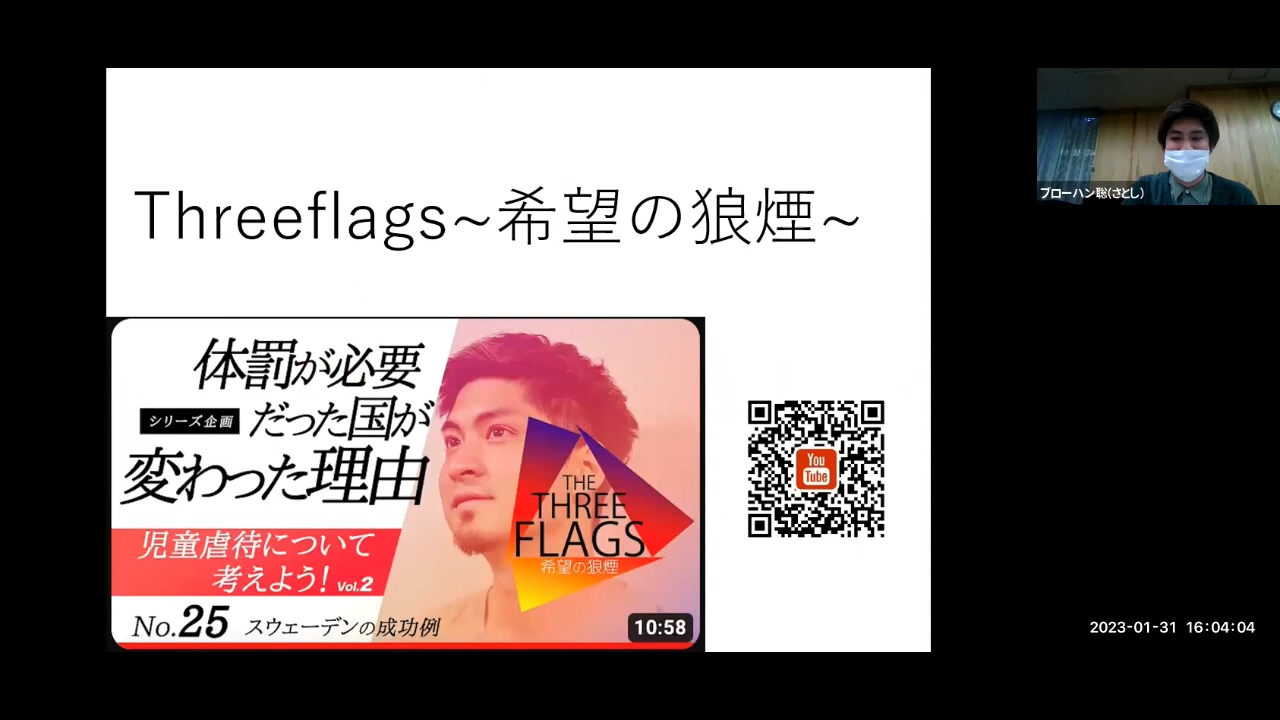 Threeflags~希望の狼煙~
体罰が必要
シリーズ企画
だった国が
変わった理由
児童虐待について
考えよう! Vol.2
No.25 スウェーデンの成功例
THE
THREE
FLAGS
希望の狼煙
10:58
You
Tube
ブローハン聡(さとし)
2023-01-31 16:04:04